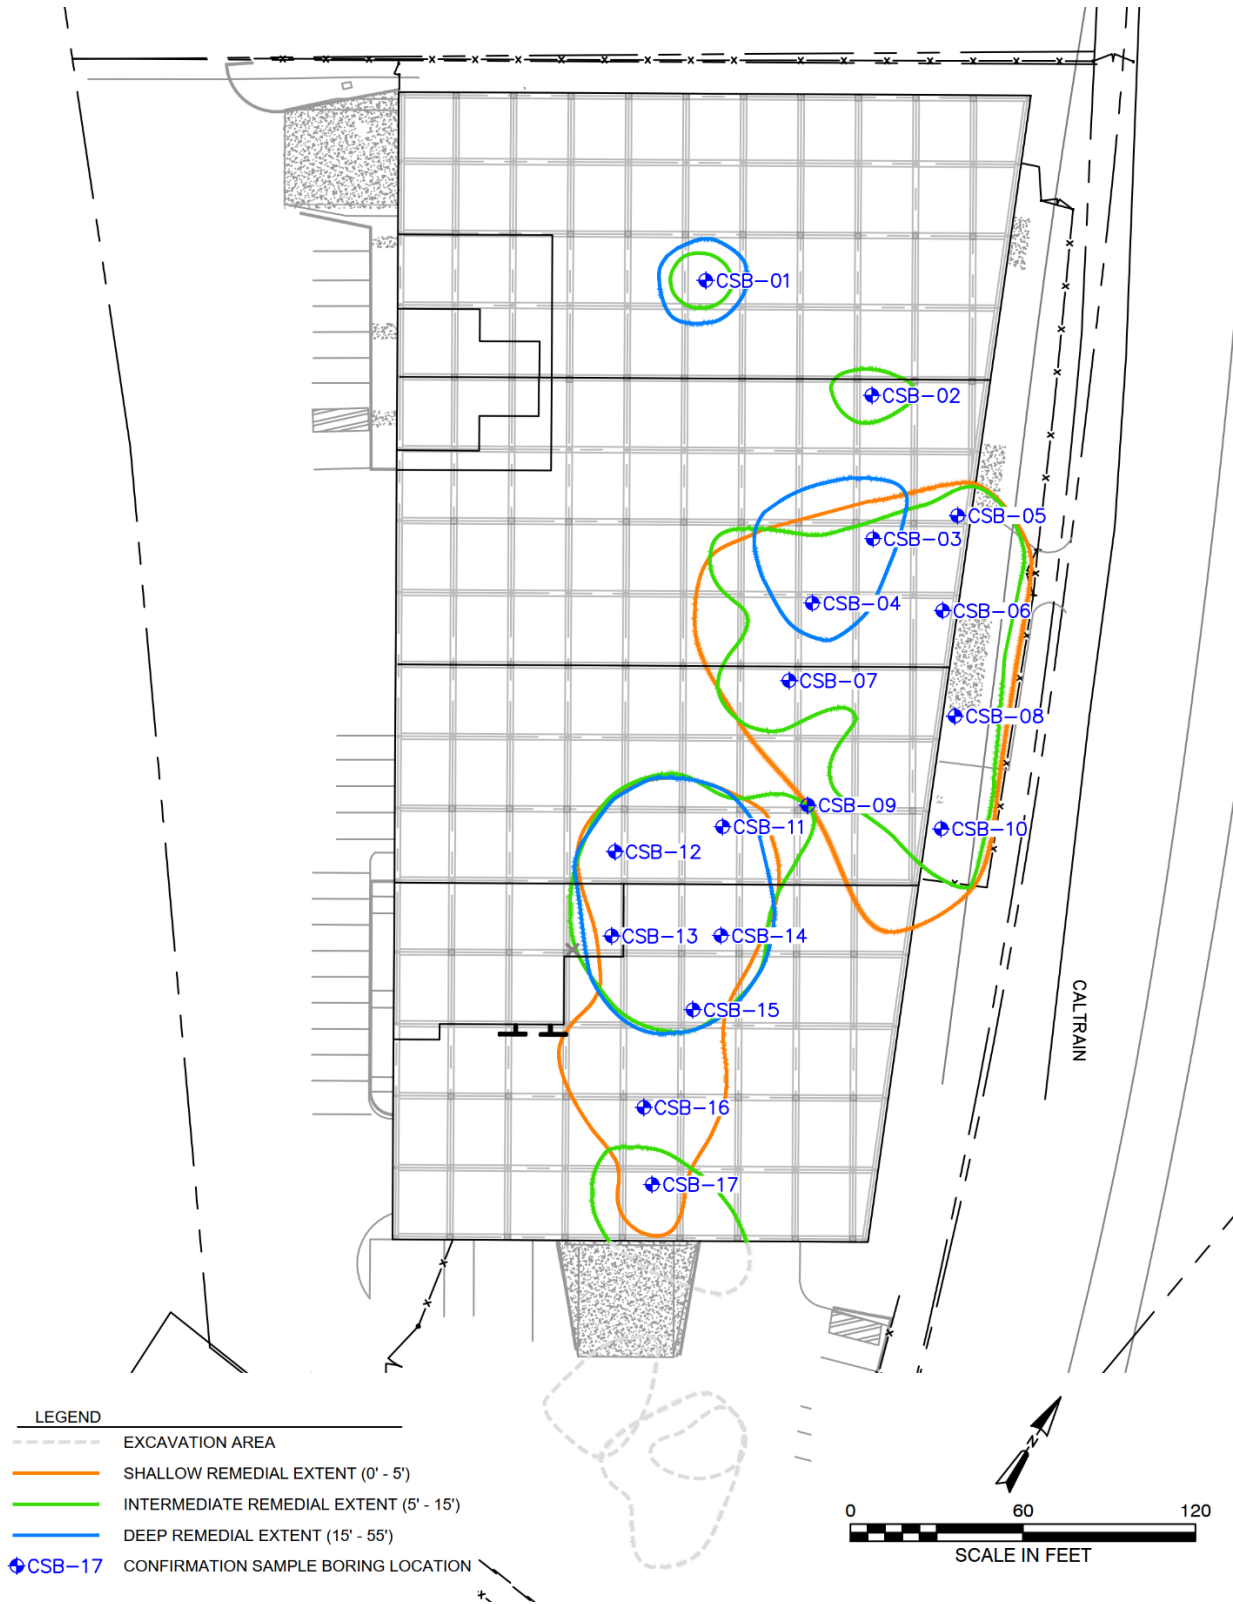 CSB-01
CSB-02
CSB-05
CSB-03
CSB-04
CSB-06
CSB-07
CSB-08
CSB-09
CSB-11
CSB-10
CSB-12
CSB-13
CSB-14
CSB-15
CALTRAIN
CSB-16
CSB-17
LEGEND
EXCAVATION AREA
SHALLOW REMEDIAL EXTENT (0' - 5')
INTERMEDIATE REMEDIAL EXTENT (5' - 15')
DEEP REMEDIAL EXTENT (15' - 55')
CSB-17 CONFIRMATION SAMPLE BORING LOCATION
N
0 60 120
SCALE IN FEET